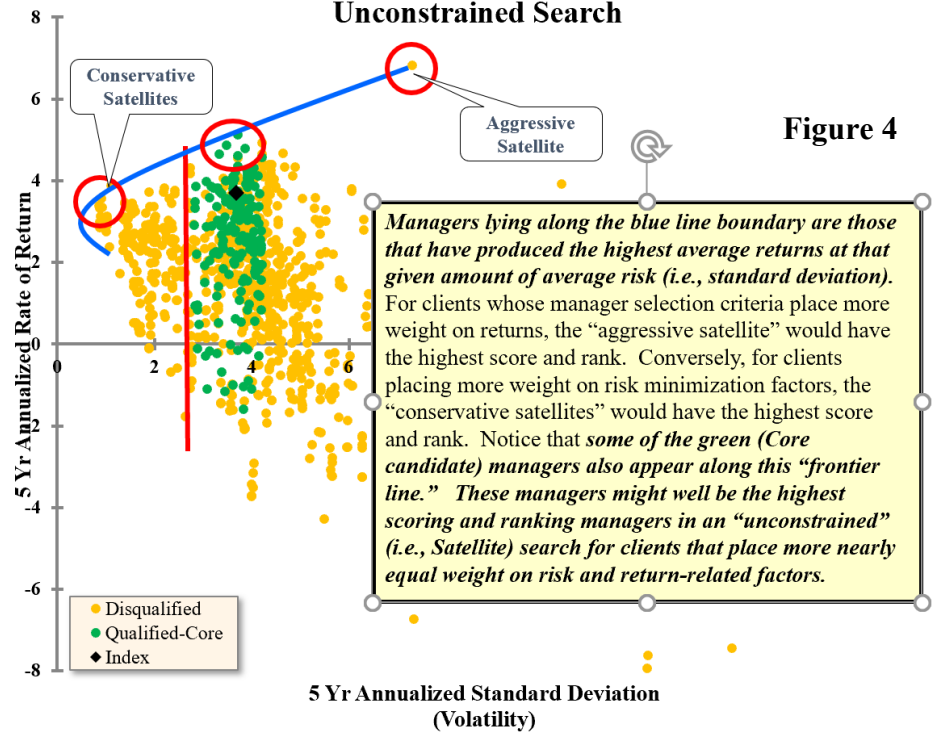 Unconstrained Search
8
6
4
2
0
-2
-4
-6
-8
0
2
4
6
5 Yr Annualized Rate of Return
Conservative
Satellites
Aggressive
Satellite
Figure 4
Managers lying along the blue line boundary are those
that have produced the highest average returns at that
given amount of average risk (i.e., standard deviation).
For clients whose manager selection criteria place more
weight on returns, the “aggressive satellite” would have
the highest score and rank. Conversely, for clients
placing more weight on risk minimization factors, the
“conservative satellites” would have the highest score
and rank. Notice that some of the green (Core
candidate) managers also appear along this “frontier
line.” These managers might well be the highest
scoring and ranking managers in an “unconstrained”
(i.e., Satellite) search for clients that place more nearly
equal weight on risk and return-related factors.
Disqualified
Qualified-Core
Index
5 Yr Annualized Standard Deviation
(Volatility)